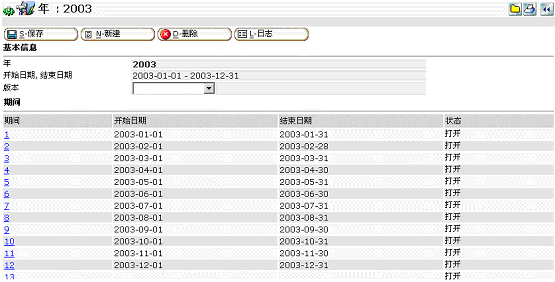 年 : 2003
S-保存 N-新建 D-删除 L-日志
基本信息
年 2003
开始日期, 结束日期 2003-01-01 - 2003-12-31
版本
期间
期间 开始日期 结束日期 状态
1 2003-01-01 2003-01-31 打开
2 2003-02-01 2003-02-28 打开
3 2003-03-01 2003-03-31 打开
4 2003-04-01 2003-04-30 打开
5 2003-05-01 2003-05-31 打开
6 2003-06-01 2003-06-30 打开
7 2003-07-01 2003-07-31 打开
8 2003-08-01 2003-08-31 打开
9 2003-09-01 2003-09-30 打开
10 2003-10-01 2003-10-31 打开
11 2003-11-01 2003-11-30 打开
12 2003-12-01 2003-12-31 打开
13 打开